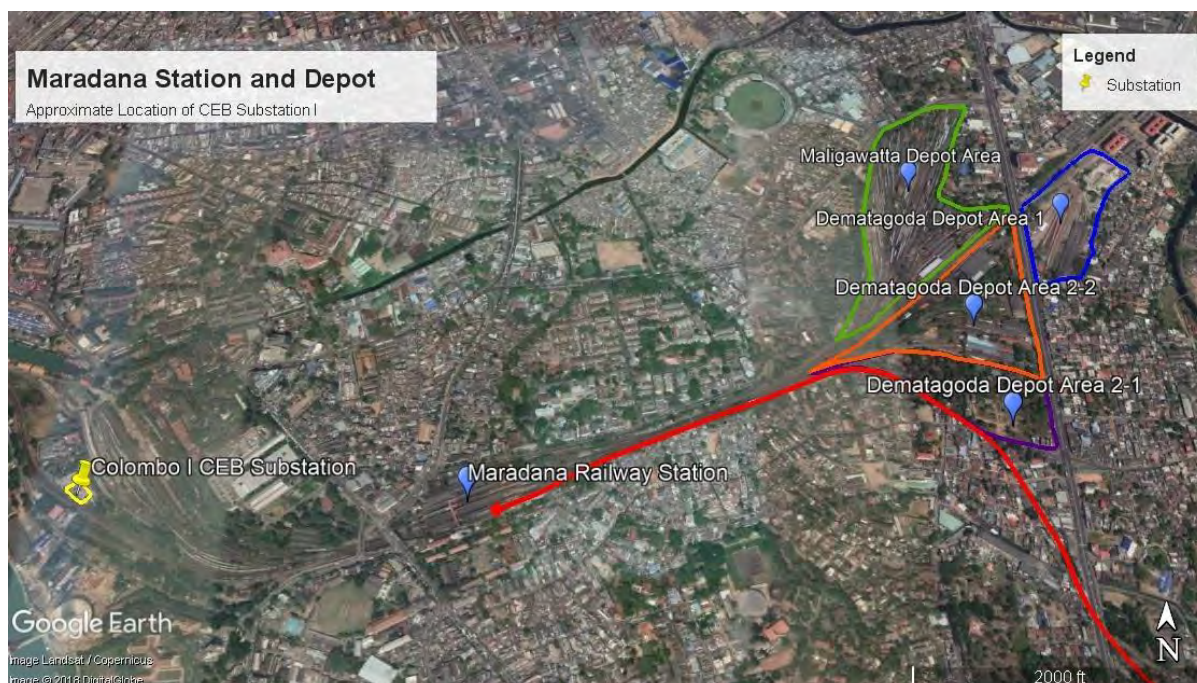 Maradana Station and Depot
Approximate Location of CEB Substation I
Legend
Substation
Maligawatta Depot Area
Dematagoda Depot Area 1
Dematagoda Depot Area 2-2
Dematagoda Depot Area 2-1
Colombo I CEB Substation
Maradana Railway Station
Google Earth
Image Landsat / Copernicus
Image © 2018 DigitalGlobe
N
2000 ft